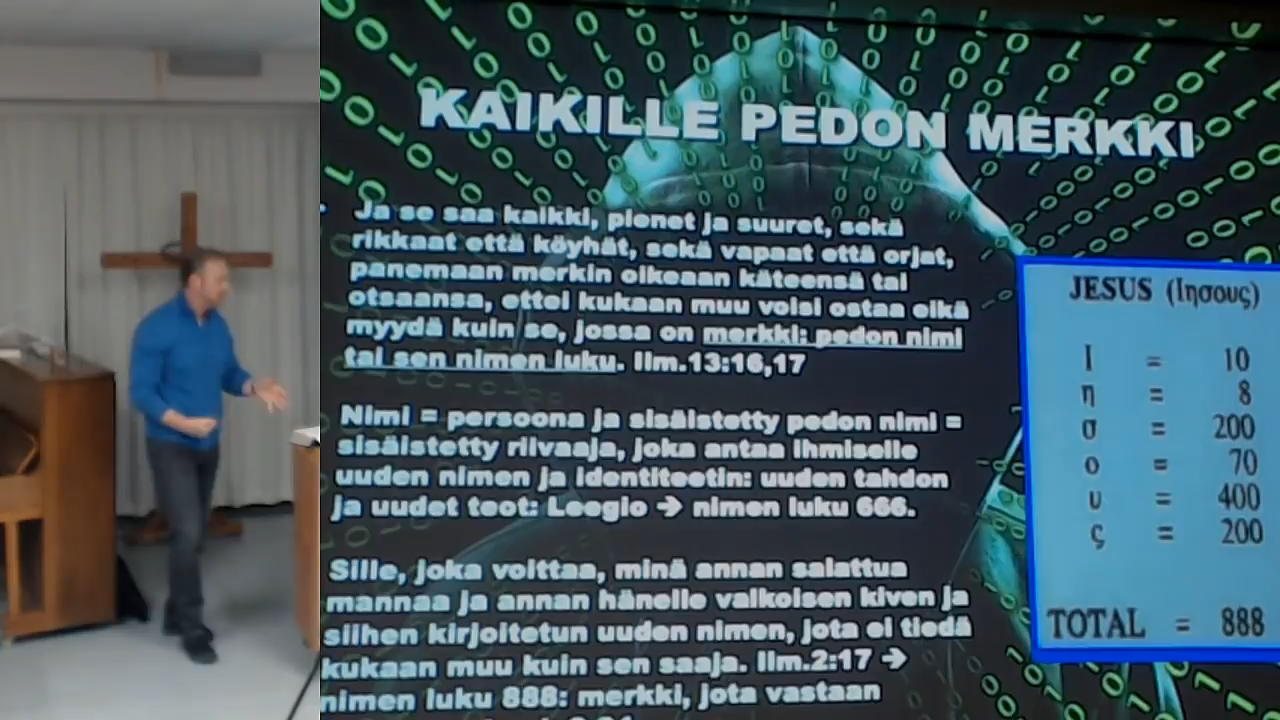 KAIKILLE PEDON MERKKI
Ja se saa kaikki, pienet ja suuret, sekä
rikkaat että köyhät, sekä vapaat että orjat,
panemaan merkin oikeaan käteensä tai
otsaansa, ettei kukaan muu voisi ostaa eikä
myydä kuin se, jossa on merkki: pedon nimi
tai sen nimen luku. Ilm.13:16,17
Nimi = persoona ja sisäistetty pedon nimi =
sisäistetty riivaaja, joka antaa ihmiselle
uuden nimen ja identiteetin: uuden tahdon
ja uudet teot: Leegio → nimen luku 666.
Sille, joka voittaa, minä annan salattua
mannaa ja annan hänelle valkoisen kiven ja
siihen kirjoitetun uuden nimen, jota ei tiedä
kukaan muu kuin sen saaja. Ilm.2:17 →
nimen luku 888: merkki, jota vastaan
JESUS (Ιησους)
Ι = 10
η = 8
σ = 200
ο = 70
υ = 400
ς = 200
TOTAL = 888